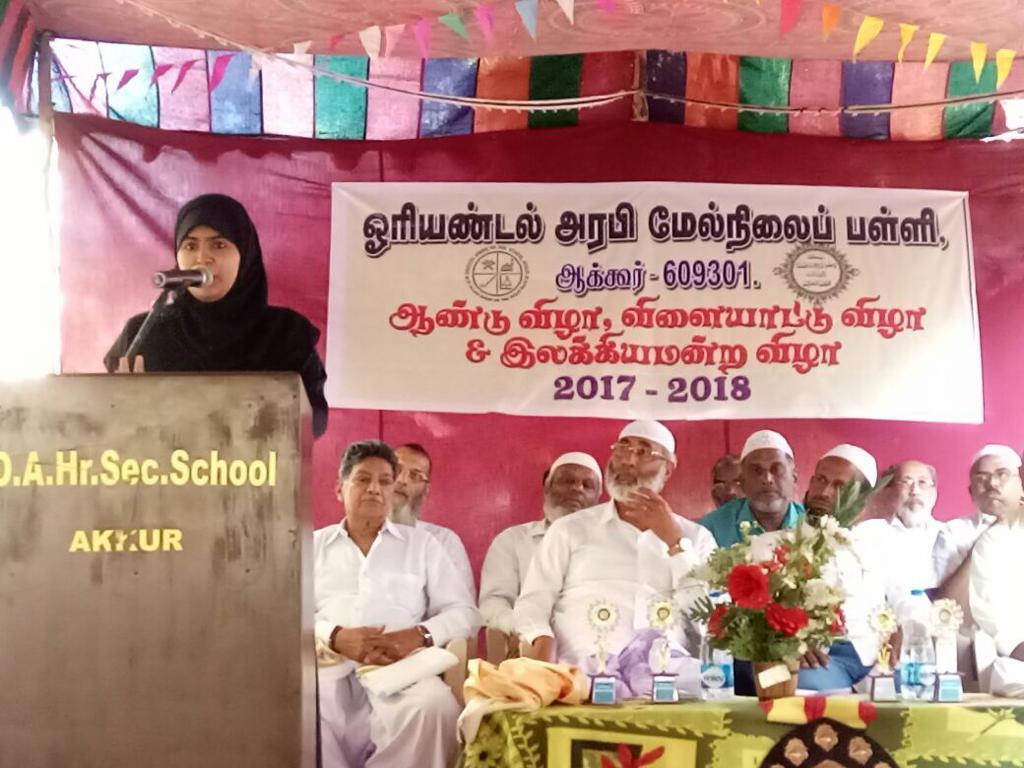 ஓரியண்டல் அரபி மேல்நிலைப் பள்ளி,
ஆக்கூர் - 609301.
ஆண்டு விழா, விளையாட்டு விழா
& இலக்கியமன்ற விழா
2017 - 2018
O.A.Hr.Sec.School
AKKUR